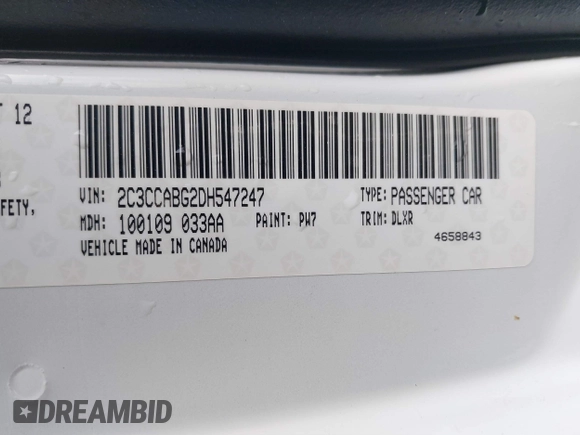 T 12
FETY,
VIN: 2C3CCABG2DH547247 TYPE: PASSENGER CAR
MDH: 100109 033AA PAINT: PW7 TRIM: DLXR
VEHICLE MADE IN CANADA 4658843
DREAMBID